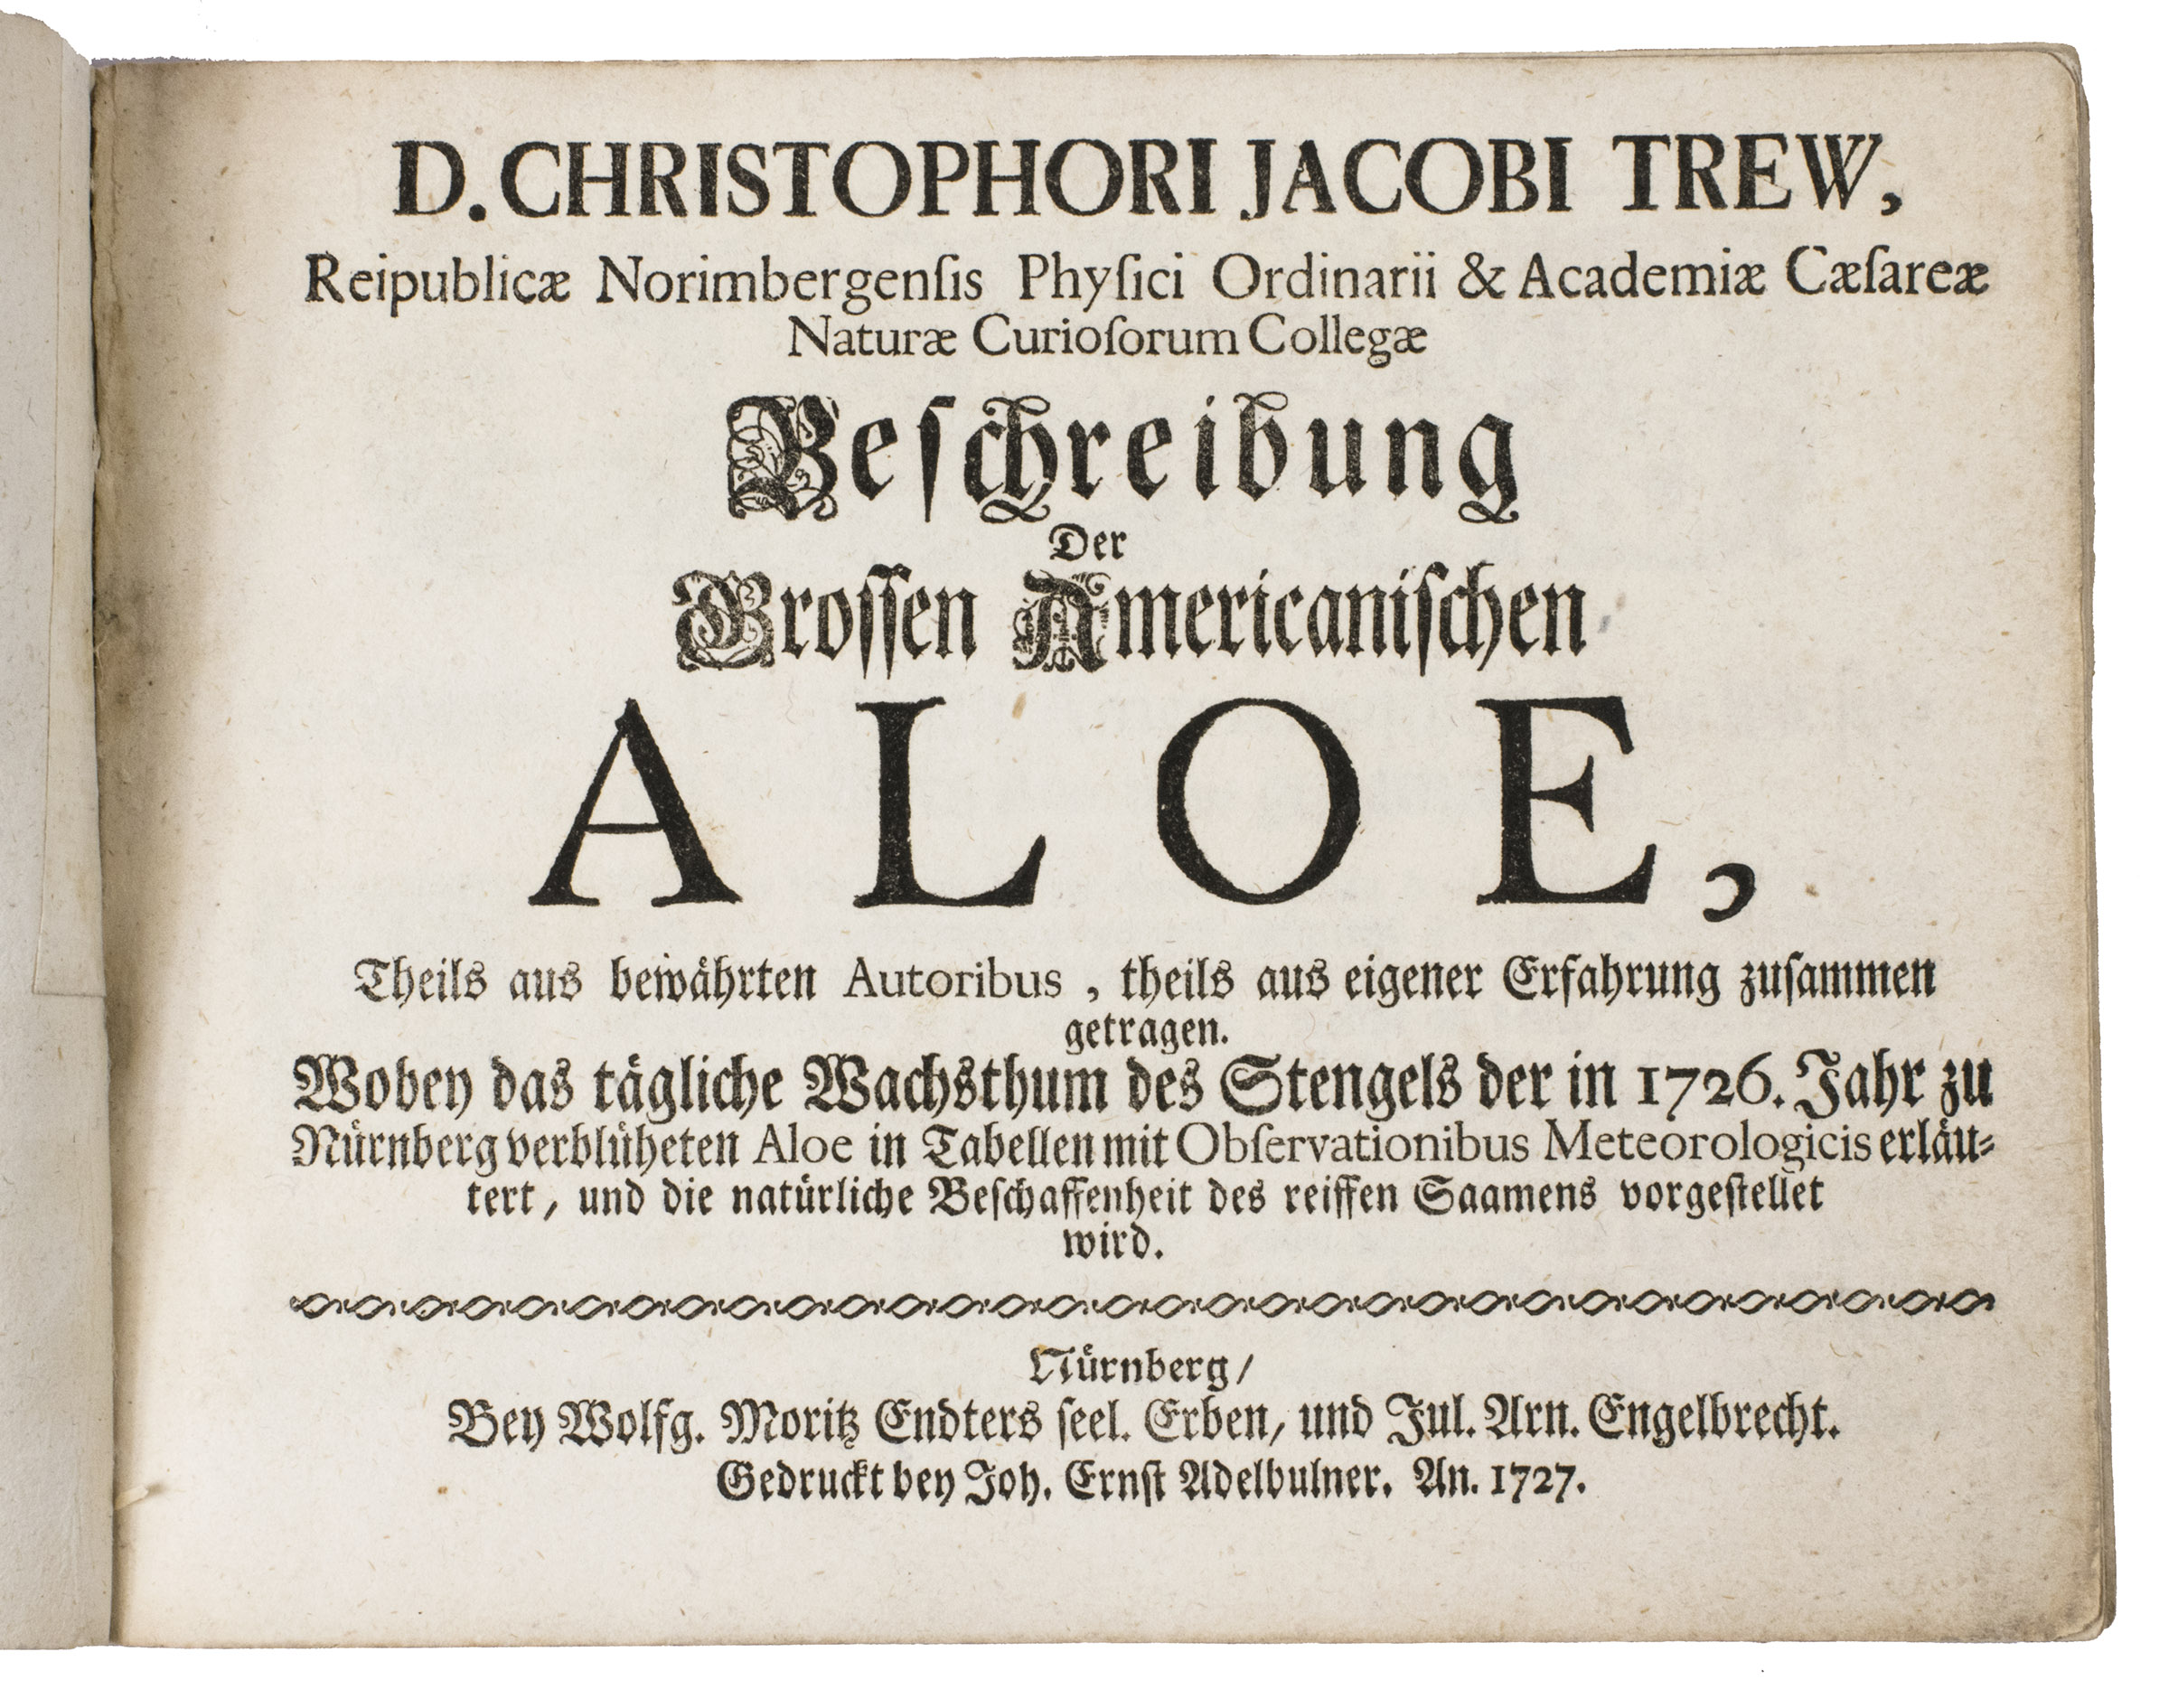 D. CHRISTOPHORI JACOBI TREW,
Reipublicæ Norimbergenſis Phyſici Ordinarii & Academiæ Cæſareæ
Naturæ Curioſorum Collegæ
Beſchreibung
Der
Groſſen Americaniſchen
ALOE,
Theils aus bewährten Autoribus, theils aus eigener Erfahrung zuſammen
getragen.
Wobey das tägliche Wachsthum des Stengels der in 1726. Jahr zu
Nürnberg verblüheten Aloe in Tabellen mit Obſervationibus Meteorologicis erläu⸗
tert, und die natürliche Beſchaffenheit des reiffen Saamens vorgeſtellet
wird.
Nürnberg/
Bey Wolfg. Moritz Endters ſeel. Erben, und Jul. Arn. Engelbrecht.
Gedruckt bey Joh. Ernſt Adelbulner. An. 1727.